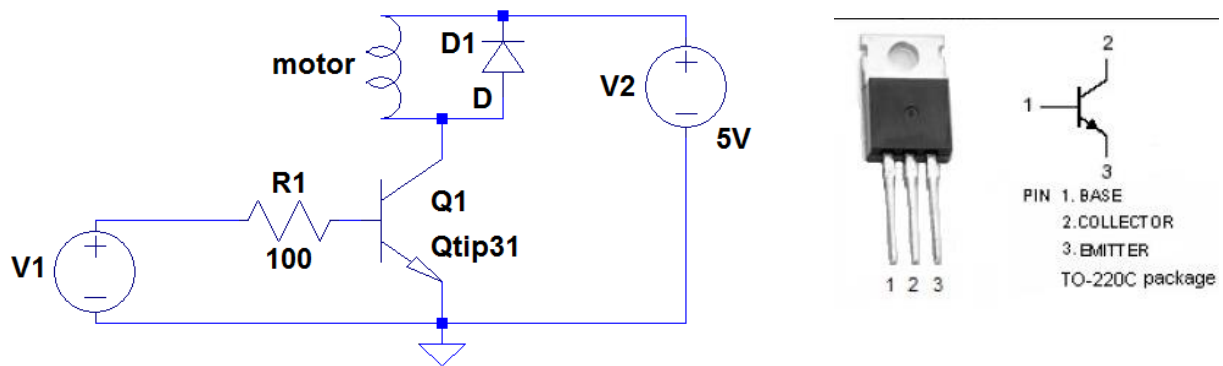 motor
D1
D
V2
5V
R1
100
Q1
Qtip31
V1
2
1
3
PIN 1. BASE
2.COLLECTOR
3.EMITTER
TO-220C package
1 2 3